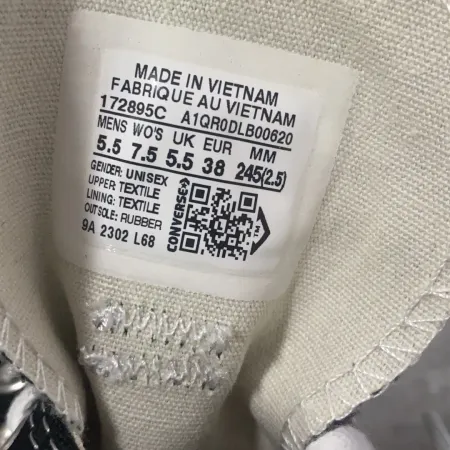 MADE IN VIETNAM
FABRIQUE AU VIETNAM
172895C A1QR0DLB00620
MENS WO'S UK EUR MM
5.5 7.5 5.5 38 245(2.5)
GENDER: UNISEX
UPPER: TEXTILE
LINING: TEXTILE
OUTSOLE: RUBBER
9A 2302 L68
CONVERSE